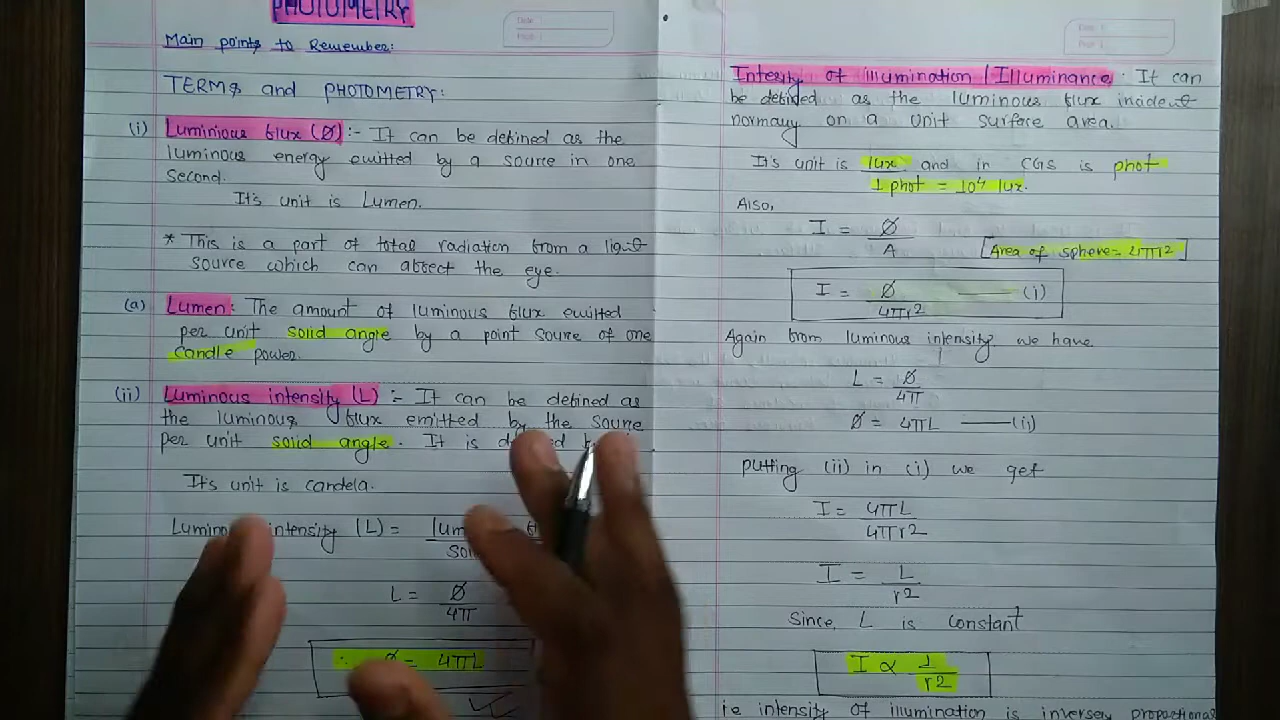 PHOTOMETRY
Main points to Remember:
TERMS and PHOTOMETRY:
(i) Luminious flux (Ø) :- It can be defined as the
luminous energy emitted by a source in one
second.
It's unit is Lumen.
* This is a part of total radiation from a light
source which can affect the eye.
(a) Lumen: The amount of luminous flux emitted
per unit solid angle by a point source of one
candle power.
(ii) Luminous intensity (L) :- It can be defined as
the luminous flux emitted by the source
per unit solid angle. It is
It's unit is candela.
intensity (L) =
L = Ø
4π
∴ Ø = 4πL
Date
Page
Intesity of illumination / Illuminance : It can
be defined as the luminous flux incident
normally on a unit surface area.
It's unit is lux and in CGS is phot
1 phot = 10⁴ lux.
Also,
I = Ø
A
[Area of sphere = 4πr2]
I = Ø —— (i)
4πr2
Again from luminous intensity we have
L = Ø
4π
Ø = 4πL —— (ii)
putting (ii) in (i) we get
I = 4πL
4πr2
I = L
r2
Since, L is constant
I ∝ 1
r2
ie intensity of illumination is inversey proportional